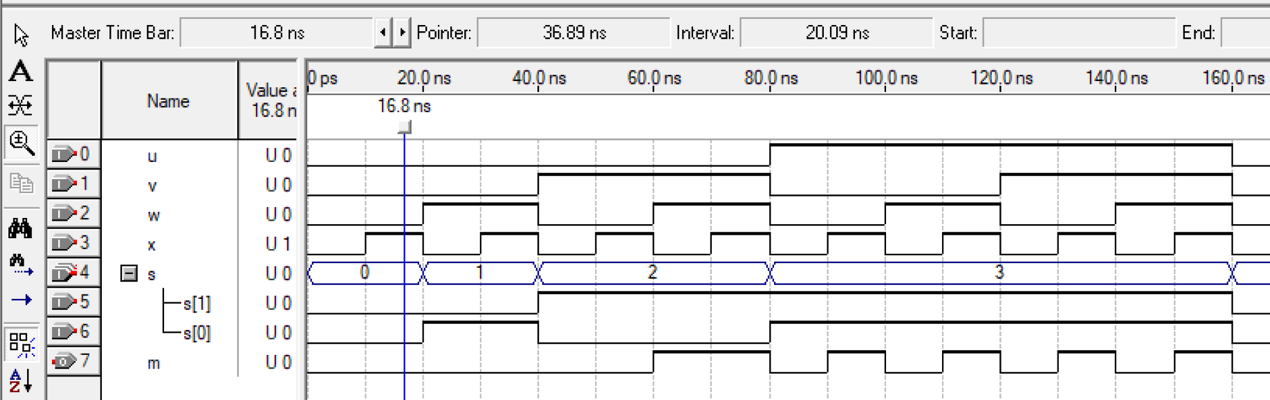 Master Time Bar: 16.8 ns Pointer: 36.89 ns Interval: 20.09 ns Start: End:
A
Name Value a 0 ps 20.0 ns 40.0 ns 60.0 ns 80.0 ns 100.0 ns 120.0 ns 140.0 ns 160.0 ns
16.8 n 16.8 ns
0 u U 0
1 v U 0
2 w U 0
3 x U 1
4 s U 0 0 1 2 3
5 s[1] U 0
6 s[0] U 0
7 m U 0
A
Z